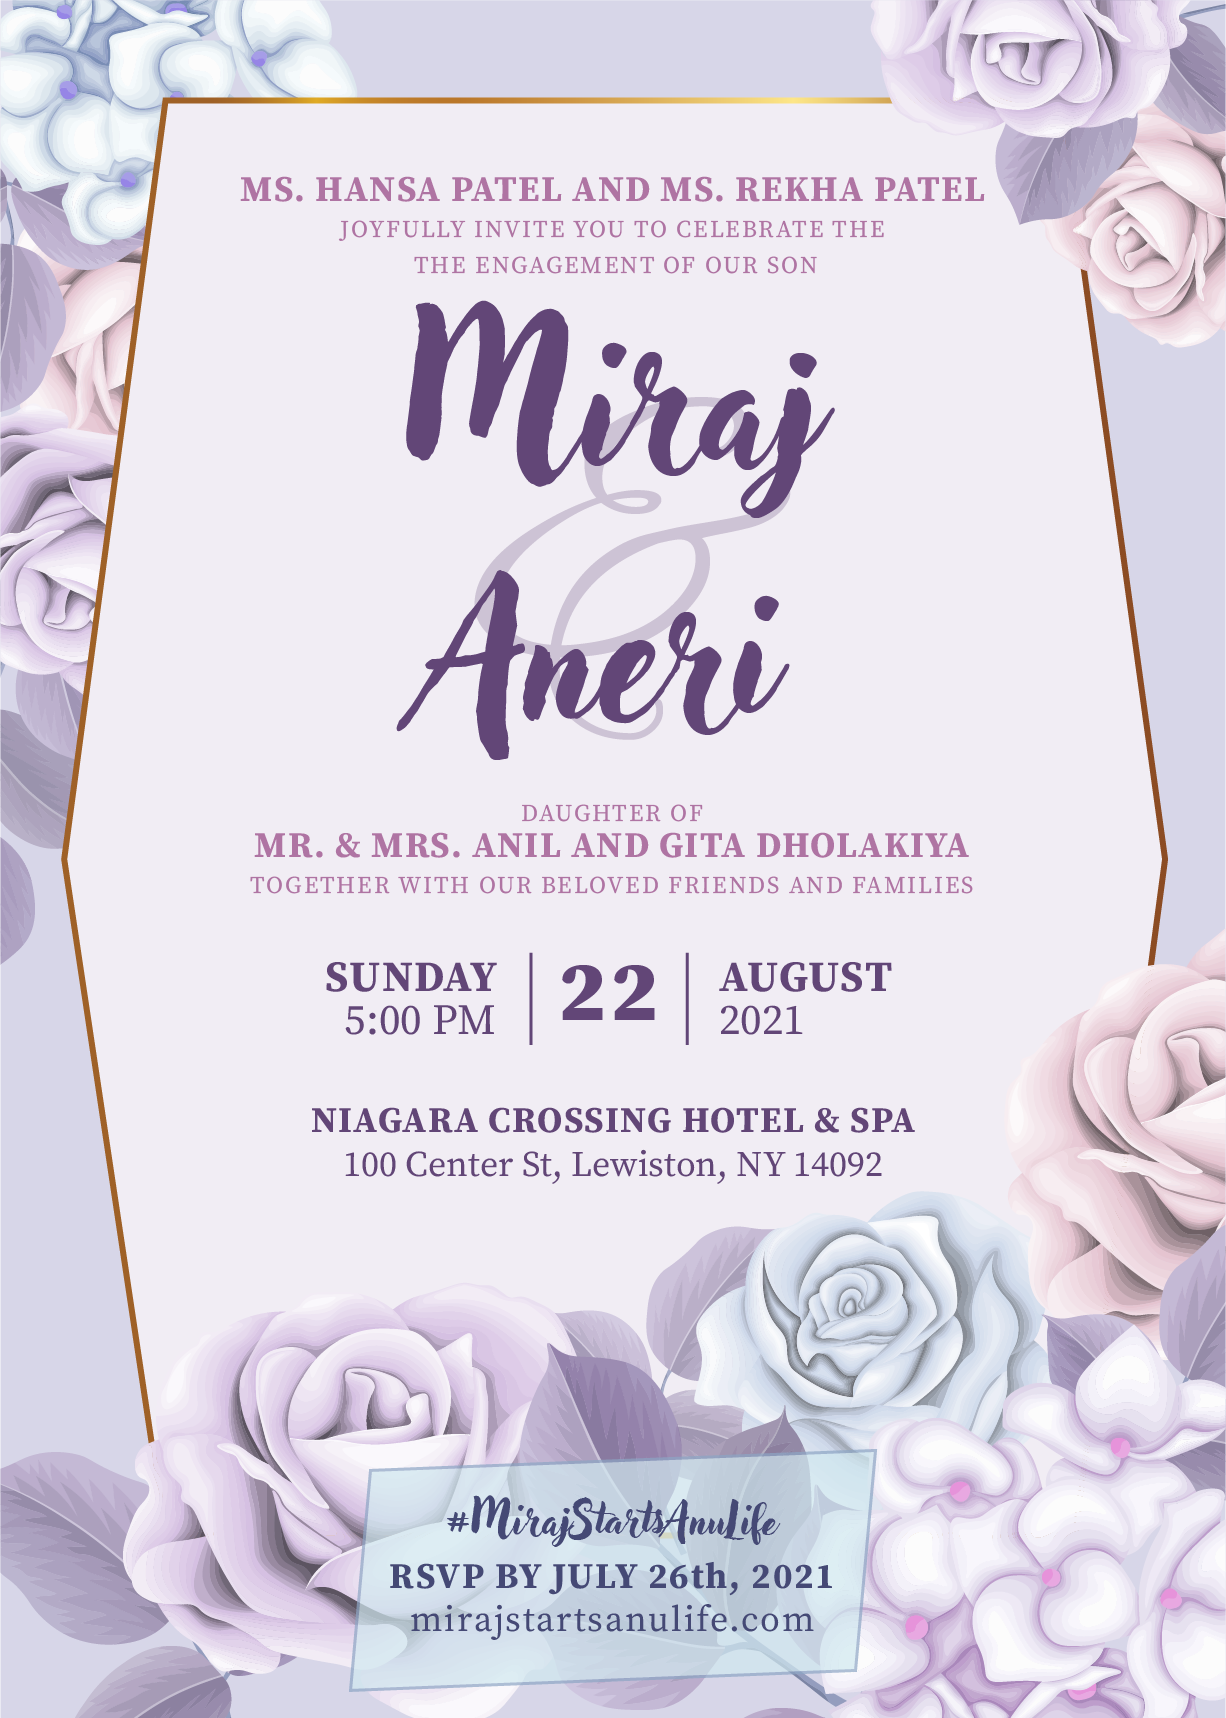 MS. HANSA PATEL AND MS. REKHA PATEL
JOYFULLY INVITE YOU TO CELEBRATE THE
THE ENGAGEMENT OF OUR SON
Miraj
&
Aneri
DAUGHTER OF
MR. & MRS. ANIL AND GITA DHOLAKIYA
TOGETHER WITH OUR BELOVED FRIENDS AND FAMILIES
SUNDAY 22 AUGUST
5:00 PM 2021
NIAGARA CROSSING HOTEL & SPA
100 Center St, Lewiston, NY 14092
#MirajStartsAnuLife
RSVP BY JULY 26th, 2021
mirajstartsanulife.com